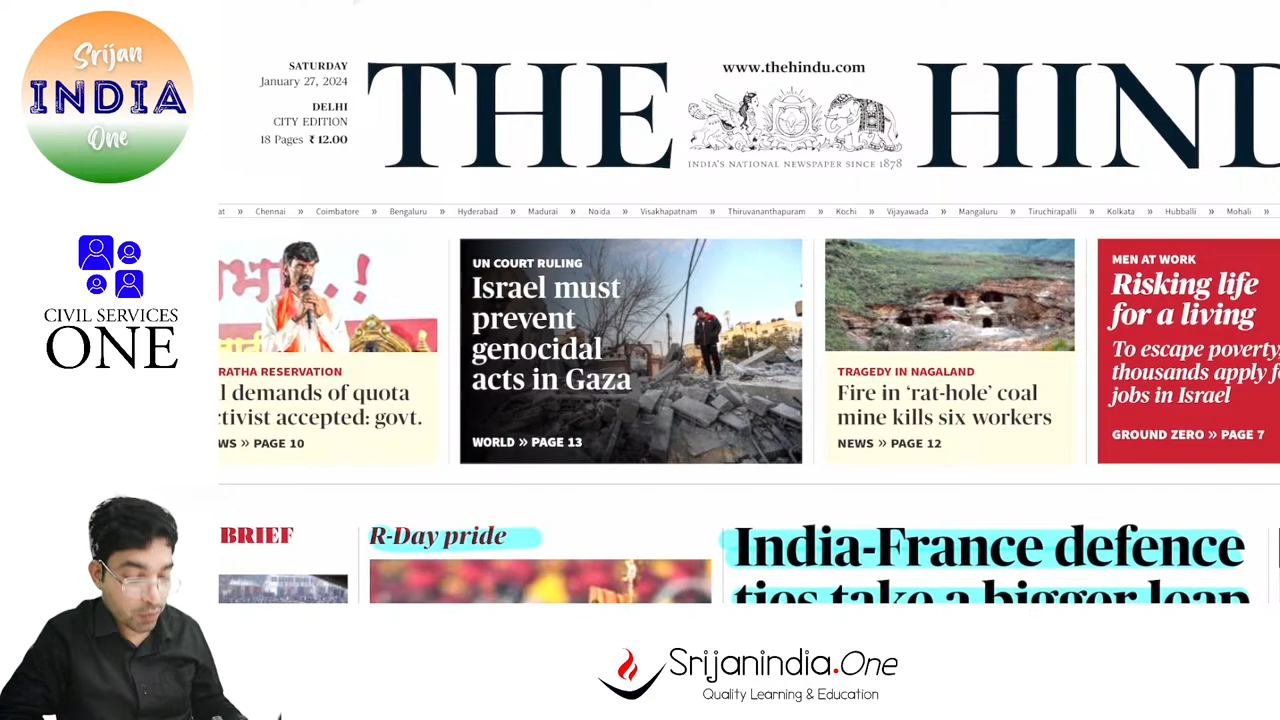 Srijan
INDIA
One
CIVIL SERVICES
ONE
SATURDAY
January 27, 2024
DELHI
CITY EDITION
18 Pages ₹ 12.00
THE HIND
www.thehindu.com
INDIA'S NATIONAL NEWSPAPER SINCE 1878
at » Chennai » Coimbatore » Bengaluru » Hyderabad » Madurai » Noida » Visakhapatnam » Thiruvananthapuram » Kochi » Vijayawada » Mangaluru » Tiruchirapalli » Kolkata » Hubballi » Mohali »
RATHA RESERVATION
l demands of quota
ctivist accepted: govt.
WS » PAGE 10
UN COURT RULING
Israel must
prevent
genocidal
acts in Gaza
WORLD » PAGE 13
TRAGEDY IN NAGALAND
Fire in ‘rat-hole’ coal
mine kills six workers
NEWS » PAGE 12
MEN AT WORK
Risking life
for a living
To escape poverty,
thousands apply f
jobs in Israel
GROUND ZERO » PAGE 7
BRIEF
R-Day pride
India-France defence
ties take a bigger leap
Srijanindia.One
Quality Learning & Education